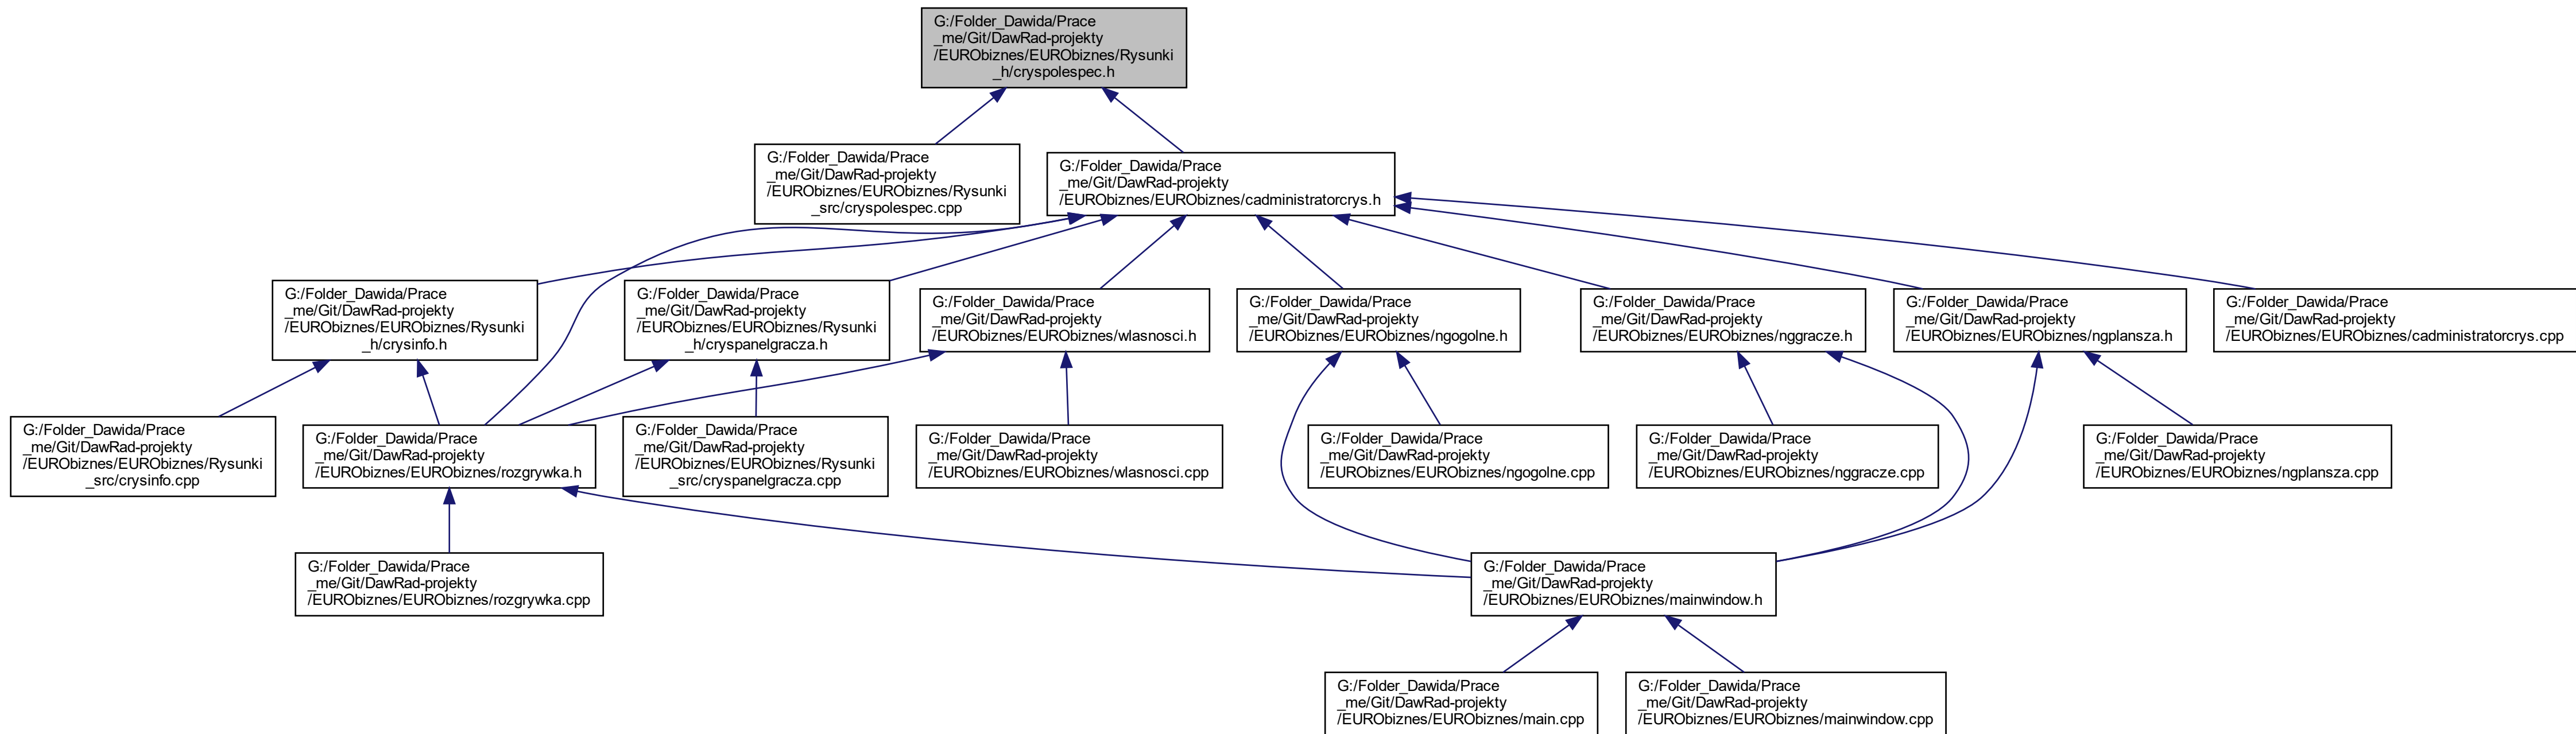 G:/Folder_Dawida/Prace
_me/Git/DawRad-projekty
/EURObiznes/EURObiznes/Rysunki
_h/cryspolespec.h
G:/Folder_Dawida/Prace
_me/Git/DawRad-projekty
/EURObiznes/EURObiznes/Rysunki
_src/cryspolespec.cpp
G:/Folder_Dawida/Prace
_me/Git/DawRad-projekty
/EURObiznes/EURObiznes/cadministratorcrys.h
G:/Folder_Dawida/Prace
_me/Git/DawRad-projekty
/EURObiznes/EURObiznes/Rysunki
_h/crysinfo.h
G:/Folder_Dawida/Prace
_me/Git/DawRad-projekty
/EURObiznes/EURObiznes/Rysunki
_h/cryspanelgracza.h
G:/Folder_Dawida/Prace
_me/Git/DawRad-projekty
/EURObiznes/EURObiznes/wlasnosci.h
G:/Folder_Dawida/Prace
_me/Git/DawRad-projekty
/EURObiznes/EURObiznes/ngogolne.h
G:/Folder_Dawida/Prace
_me/Git/DawRad-projekty
/EURObiznes/EURObiznes/nggracze.h
G:/Folder_Dawida/Prace
_me/Git/DawRad-projekty
/EURObiznes/EURObiznes/ngplansza.h
G:/Folder_Dawida/Prace
_me/Git/DawRad-projekty
/EURObiznes/EURObiznes/cadministratorcrys.cpp
G:/Folder_Dawida/Prace
_me/Git/DawRad-projekty
/EURObiznes/EURObiznes/Rysunki
_src/crysinfo.cpp
G:/Folder_Dawida/Prace
_me/Git/DawRad-projekty
/EURObiznes/EURObiznes/rozgrywka.h
G:/Folder_Dawida/Prace
_me/Git/DawRad-projekty
/EURObiznes/EURObiznes/Rysunki
_src/cryspanelgracza.cpp
G:/Folder_Dawida/Prace
_me/Git/DawRad-projekty
/EURObiznes/EURObiznes/wlasnosci.cpp
G:/Folder_Dawida/Prace
_me/Git/DawRad-projekty
/EURObiznes/EURObiznes/ngogolne.cpp
G:/Folder_Dawida/Prace
_me/Git/DawRad-projekty
/EURObiznes/EURObiznes/nggracze.cpp
G:/Folder_Dawida/Prace
_me/Git/DawRad-projekty
/EURObiznes/EURObiznes/ngplansza.cpp
G:/Folder_Dawida/Prace
_me/Git/DawRad-projekty
/EURObiznes/EURObiznes/rozgrywka.cpp
G:/Folder_Dawida/Prace
_me/Git/DawRad-projekty
/EURObiznes/EURObiznes/mainwindow.h
G:/Folder_Dawida/Prace
_me/Git/DawRad-projekty
/EURObiznes/EURObiznes/main.cpp
G:/Folder_Dawida/Prace
_me/Git/DawRad-projekty
/EURObiznes/EURObiznes/mainwindow.cpp